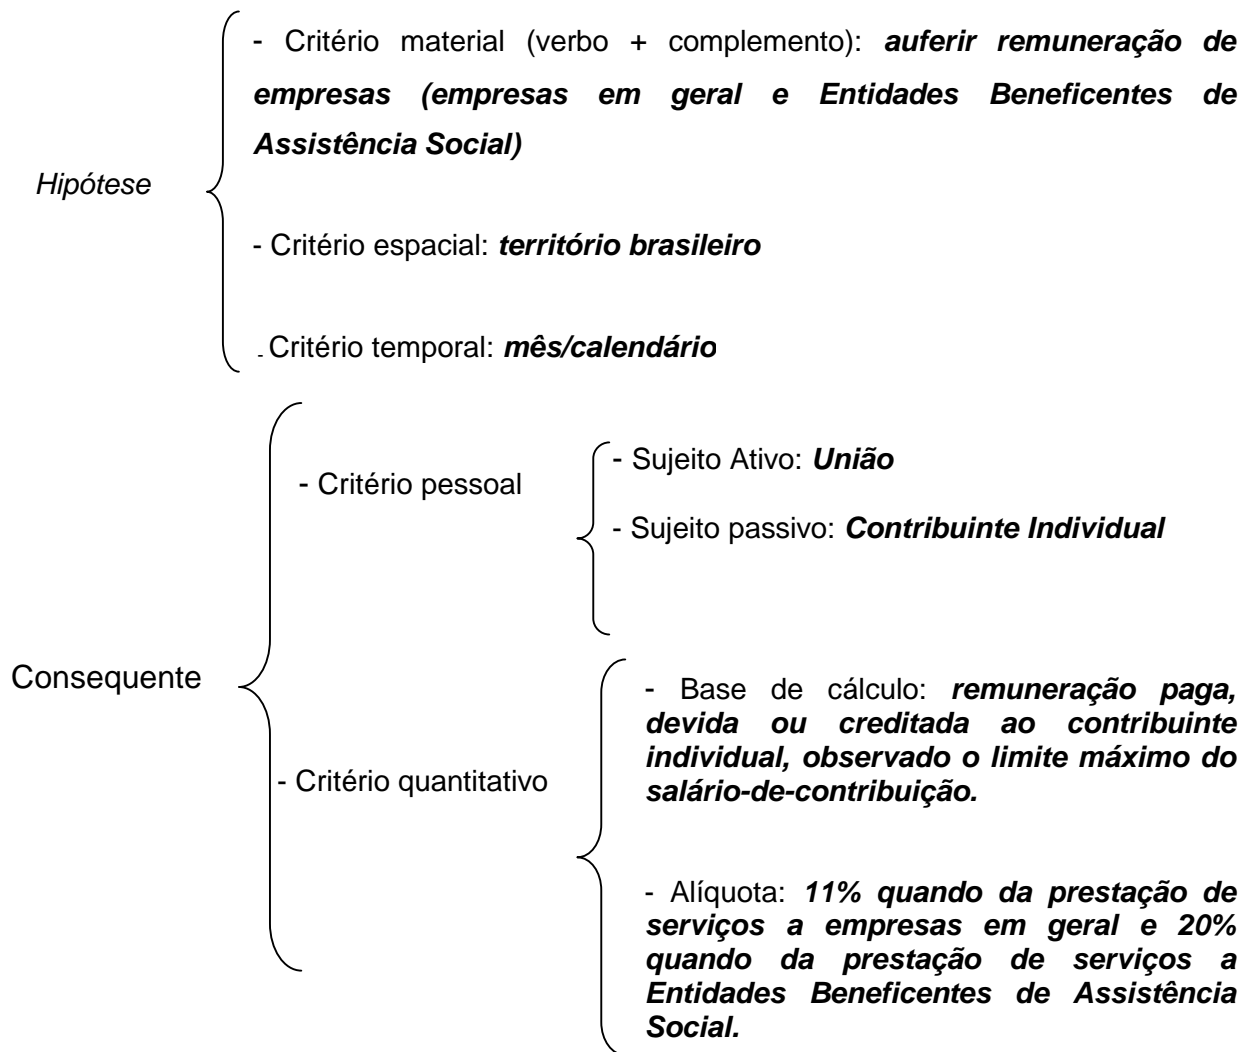 - Critério material (verbo + complemento): auferir remuneração de
empresas (empresas em geral e Entidades Beneficentes de
Assistência Social)
Hipótese
- Critério espacial: território brasileiro
- Critério temporal: mês/calendário
- Critério pessoal
- Sujeito Ativo: União
- Sujeito passivo: Contribuinte Individual
Consequente
- Critério quantitativo
- Base de cálculo: remuneração paga,
devida ou creditada ao contribuinte
individual, observado o limite máximo do
salário-de-contribuição.
- Alíquota: 11% quando da prestação de
serviços a empresas em geral e 20%
quando da prestação de serviços a
Entidades Beneficentes de Assistência
Social.